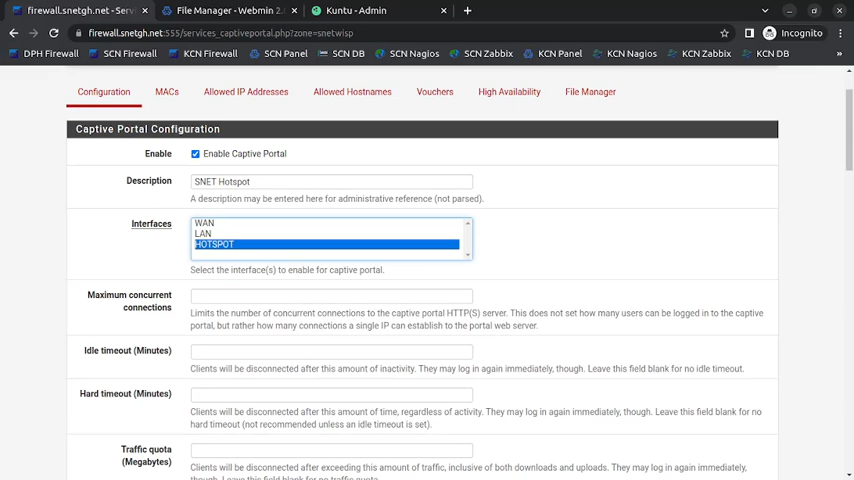 firewall.snetgh.net - Serv
File Manager - Webmin 2.
Kuntu - Admin
firewall.snetgh.net:555/services_captiveportal.php?zone=snetwisp
Incognito
DPH Firewall
SCN Firewall
KCN Firewall
SCN Panel
SCN DB
SCN Nagios
SCN Zabbix
KCN Panel
KCN Nagios
KCN Zabbix
KCN DB
»
Configuration
MACs
Allowed IP Addresses
Allowed Hostnames
Vouchers
High Availability
File Manager
Captive Portal Configuration
Enable
Enable Captive Portal
Description
SNET Hotspot
A description may be entered here for administrative reference (not parsed).
Interfaces
WAN
LAN
HOTSPOT
Select the interface(s) to enable for captive portal.
Maximum concurrent
connections
Limits the number of concurrent connections to the captive portal HTTP(S) server. This does not set how many users can be logged in to the captive
portal, but rather how many connections a single IP can establish to the portal web server.
Idle timeout (Minutes)
Clients will be disconnected after this amount of inactivity. They may log in again immediately, though. Leave this field blank for no idle timeout.
Hard timeout (Minutes)
Clients will be disconnected after this amount of time, regardless of activity. They may log in again immediately, though. Leave this field blank for no
hard timeout (not recommended unless an idle timeout is set).
Traffic quota
(Megabytes)
Clients will be disconnected after exceeding this amount of traffic, inclusive of both downloads and uploads. They may log in again immediately,
though. Leave this field blank for no traffic quota.